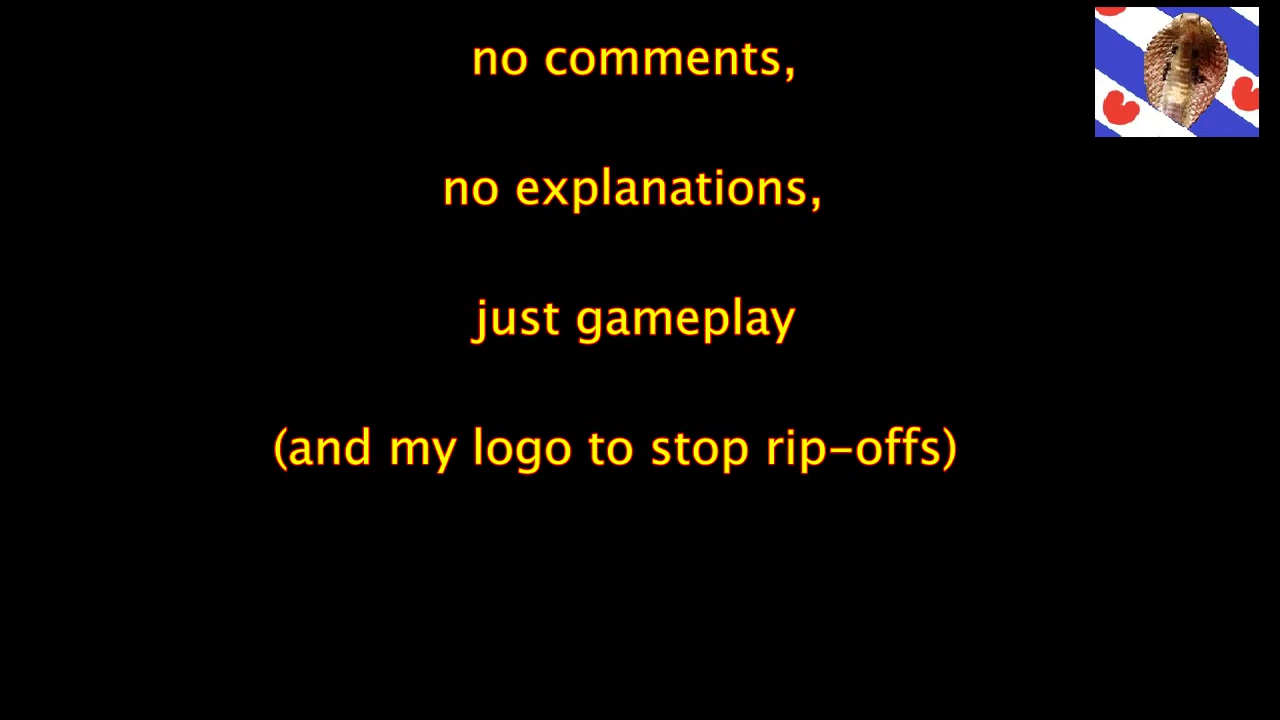 no comments,
no explanations,
just gameplay
(and my logo to stop rip-offs)